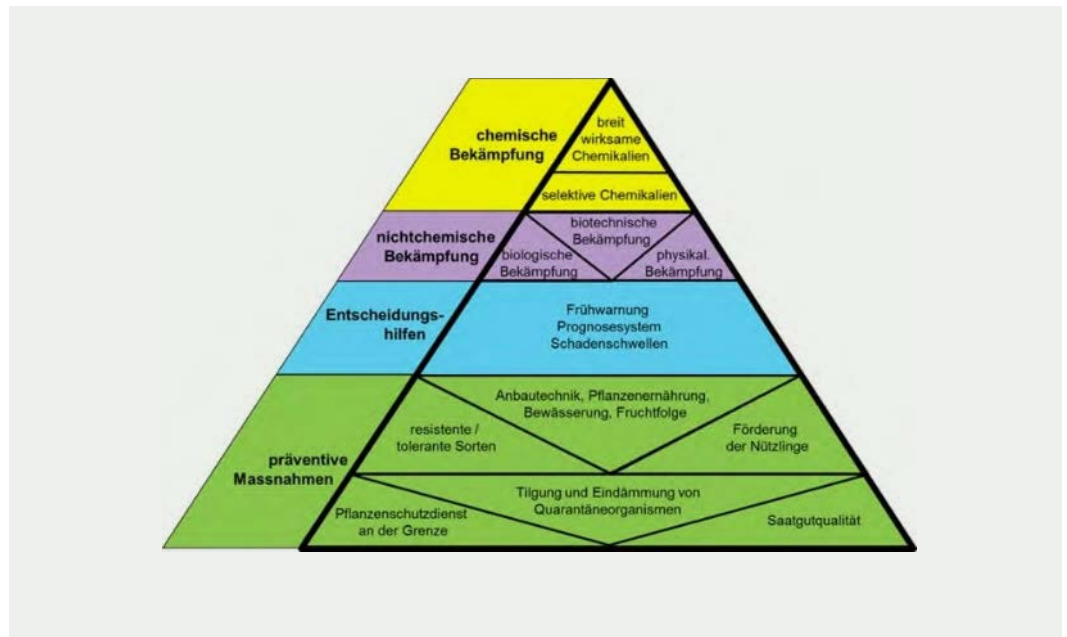 chemische
Bekämpfung
breit
wirksame
Chemikalien
selektive Chemikalien
nichtchemische
Bekämpfung
biotechnische
Bekämpfung
biologische
Bekämpfung
physikal.
Bekämpfung
Entscheidungs-
hilfen
Frühwarnung
Prognosesystem
Schadenschwellen
präventive
Massnahmen
Anbautechnik, Pflanzenernährung,
Bewässerung, Fruchtfolge
resistente /
tolerante Sorten
Förderung
der Nützlinge
Tilgung und Eindämmung von
Quarantäneorganismen
Pflanzenschutzdienst
an der Grenze
Saatgutqualität